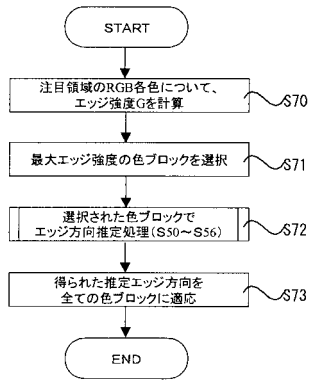 START
注目領域のRGB各色について、
エッジ強度Gを計算
S70
最大エッジ強度の色ブロックを選択
S71
選択された色ブロックで
エッジ方向推定処理(S50～S56)
S72
得られた推定エッジ方向を
全ての色ブロックに適応
S73
END